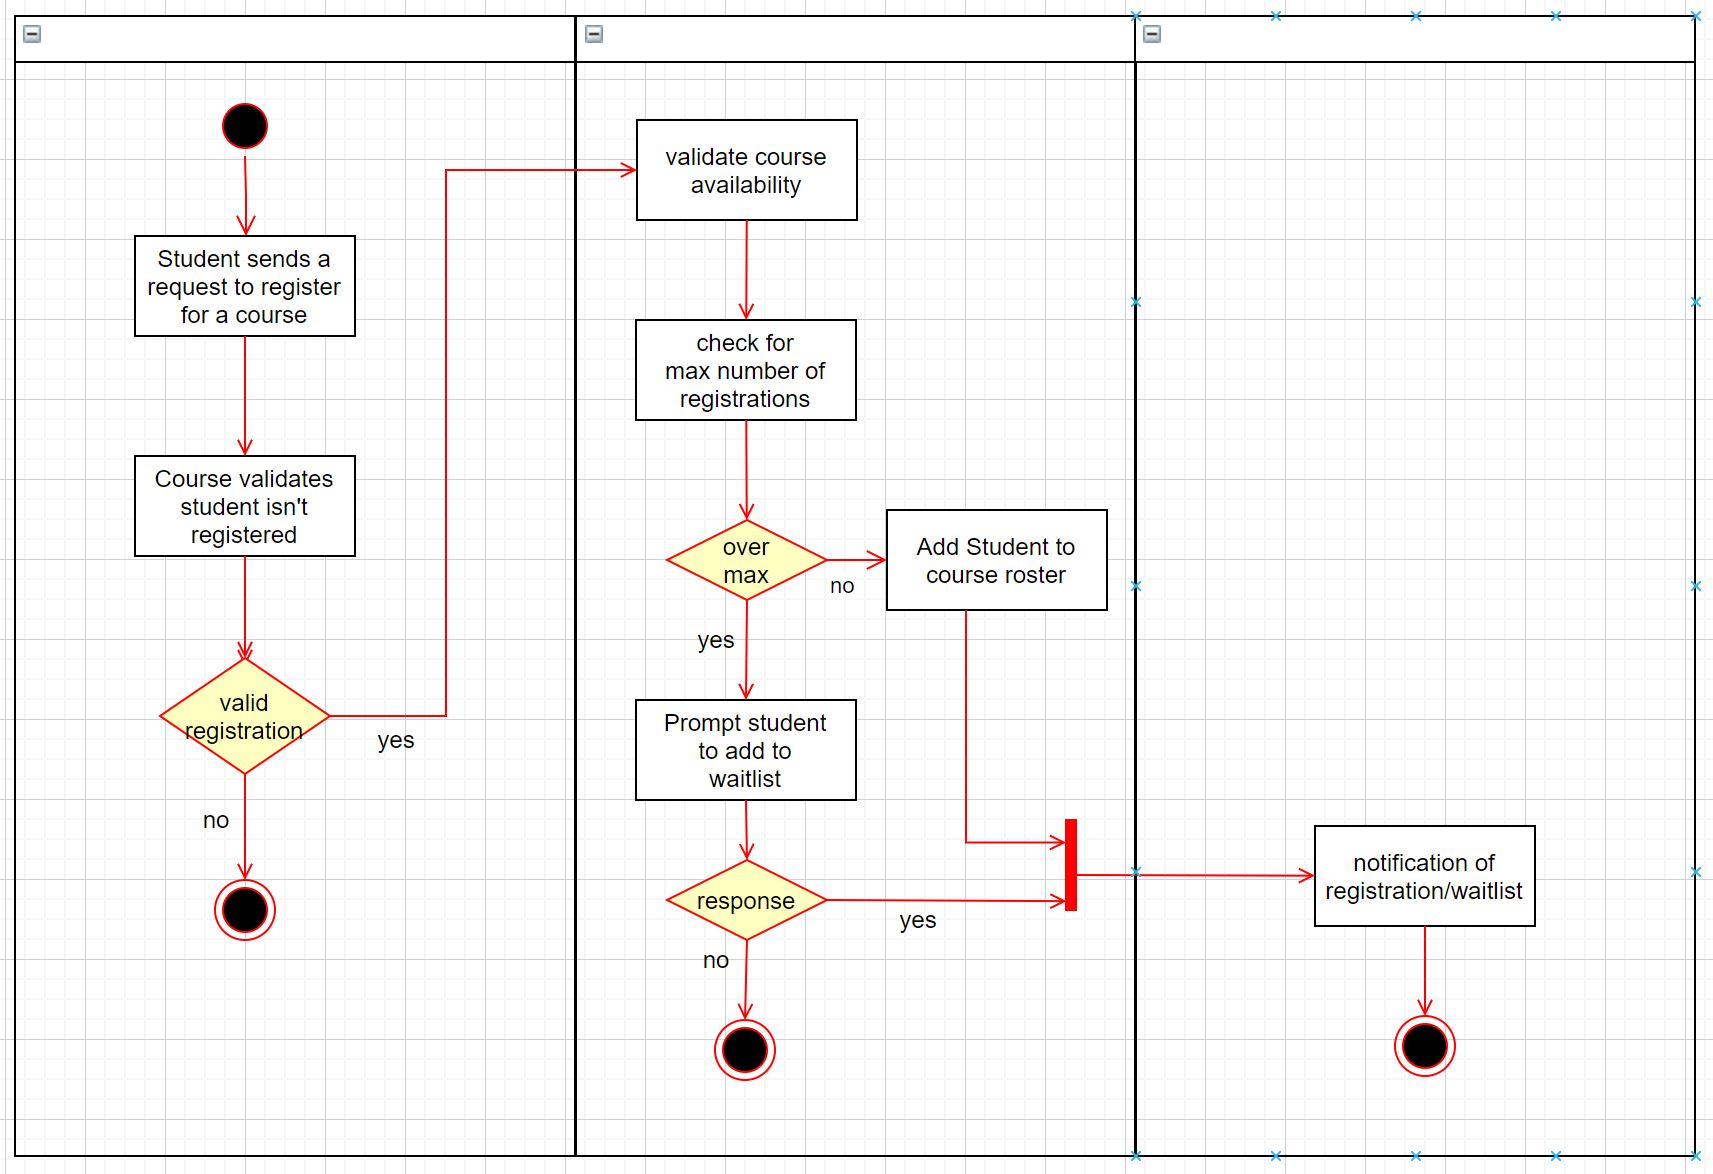 Student sends a
request to register
for a course
Course validates
student isn't
registered
valid
registration
yes
no
validate course
availability
check for
max number of
registrations
over
max
no
yes
Add Student to
course roster
Prompt student
to add to
waitlist
response
yes
no
notification of
registration/waitlist